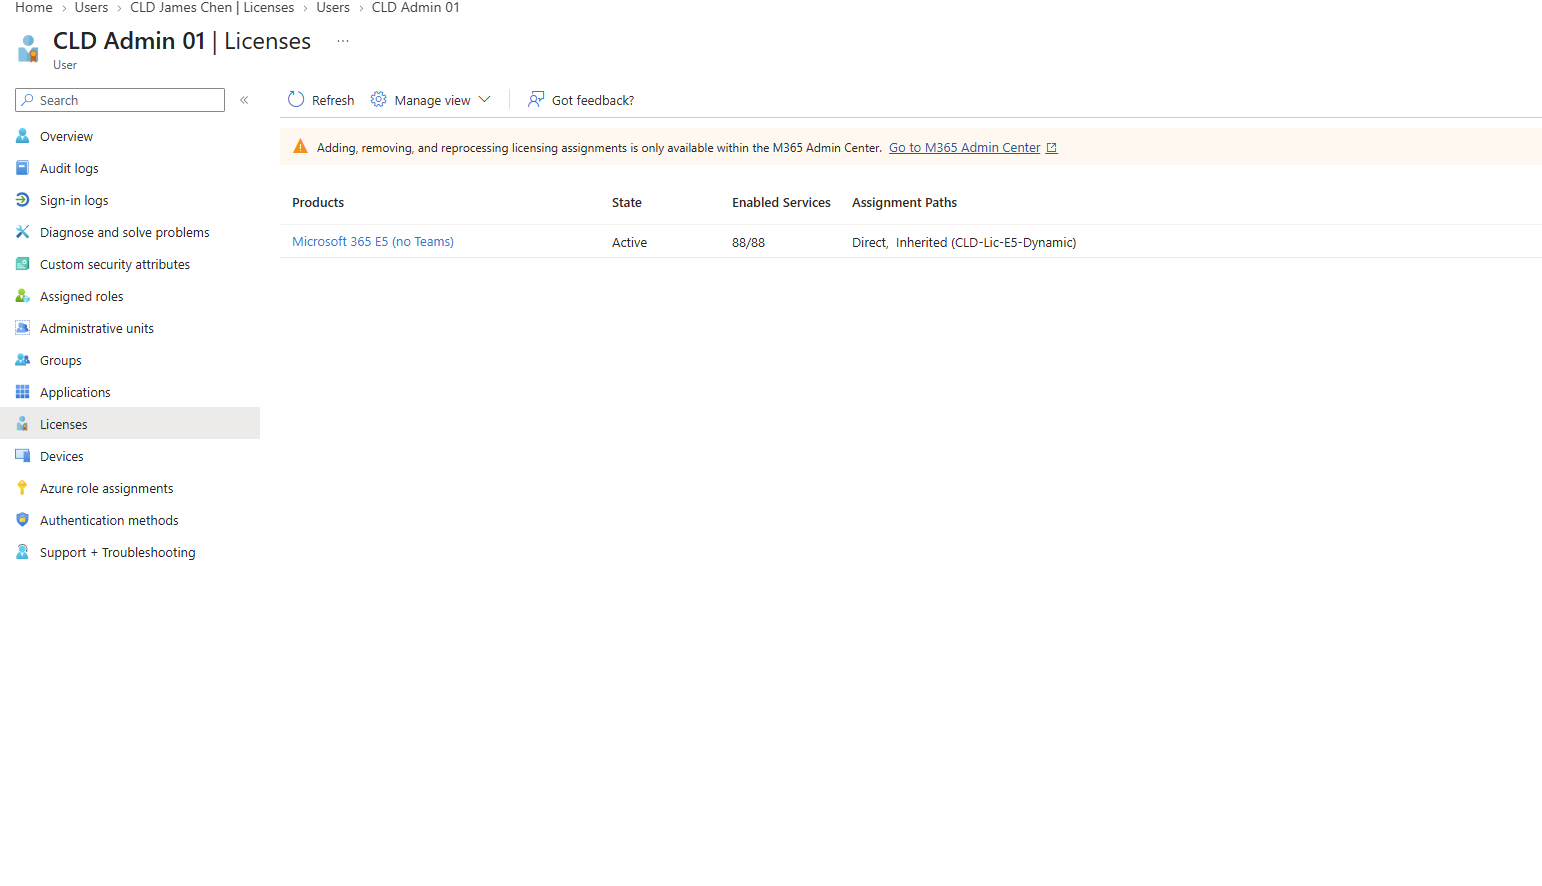 Home > Users > CLD James Chen | Licenses > Users > CLD Admin 01
CLD Admin 01 | Licenses ...
User
Search «
Refresh Manage view Got feedback?
Adding, removing, and reprocessing licensing assignments is only available within the M365 Admin Center. Go to M365 Admin Center
Overview
Audit logs
Sign-in logs
Diagnose and solve problems
Custom security attributes
Assigned roles
Administrative units
Groups
Applications
Licenses
Devices
Azure role assignments
Authentication methods
Support + Troubleshooting
Products State Enabled Services Assignment Paths
Microsoft 365 E5 (no Teams) Active 88/88 Direct, Inherited (CLD-Lic-E5-Dynamic)